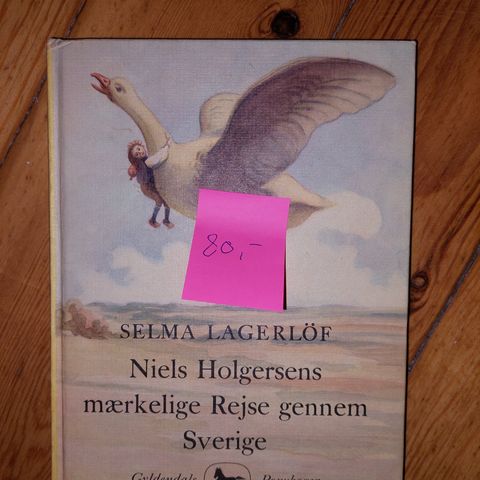 80,-
SELMA LAGERLÖF
Niels Holgersens
mærkelige Rejse gennem
Sverige
Gyldendals